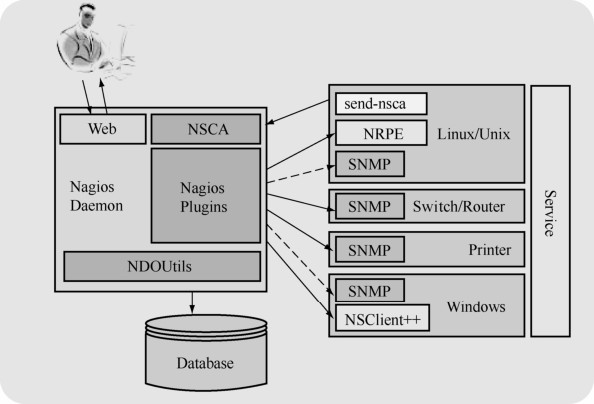 send-nsca
Web
NSCA
NRPE
Linux/Unix
SNMP
Nagios
Daemon
Nagios
Plugins
SNMP
Switch/Router
Service
SNMP
Printer
NDOUtils
SNMP
Windows
NSClient++
Database